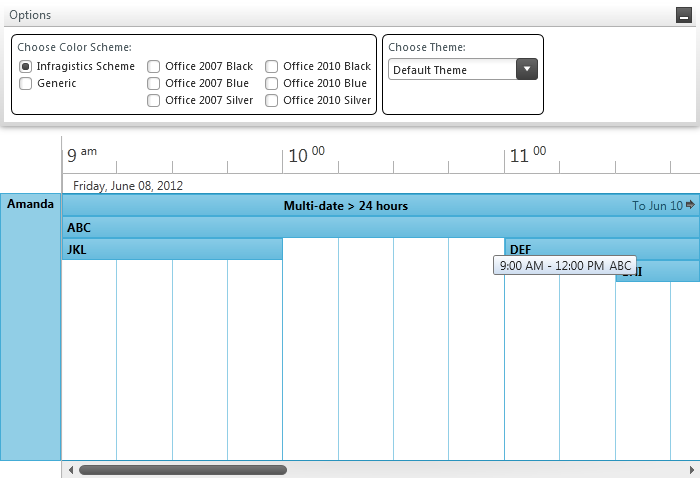 Options
Choose Color Scheme:
Infragistics Scheme Office 2007 Black Office 2010 Black
Generic Office 2007 Blue Office 2010 Blue
Office 2007 Silver Office 2010 Silver
Choose Theme:
Default Theme
9 am 10 00 11 00
Friday, June 08, 2012
Amanda
Multi-date > 24 hours To Jun 10
ABC
JKL DEF
9:00 AM - 12:00 PM ABC